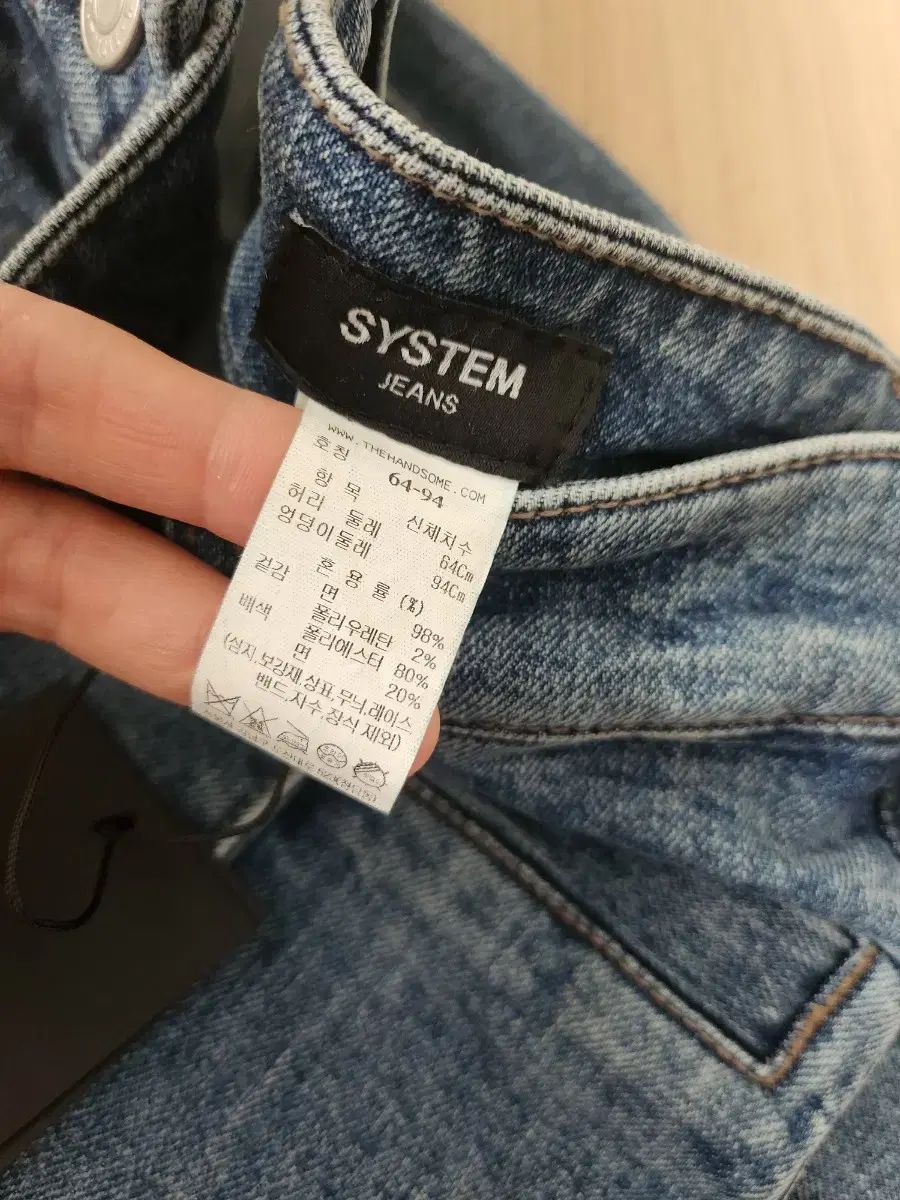 SYSTEM
JEANS
WWW.THEHANDSOME.COM
호칭 64-94
항목 신체치수
허리 둘레 64Cm
엉덩이둘레 94Cm
혼 용 률 (%)
겉감 면 98%
폴리우레탄 2%
배색 폴리에스터 80%
면 20%
(심지,보강재,상표,무늬,레이스
밴드,자수 장식 제외)